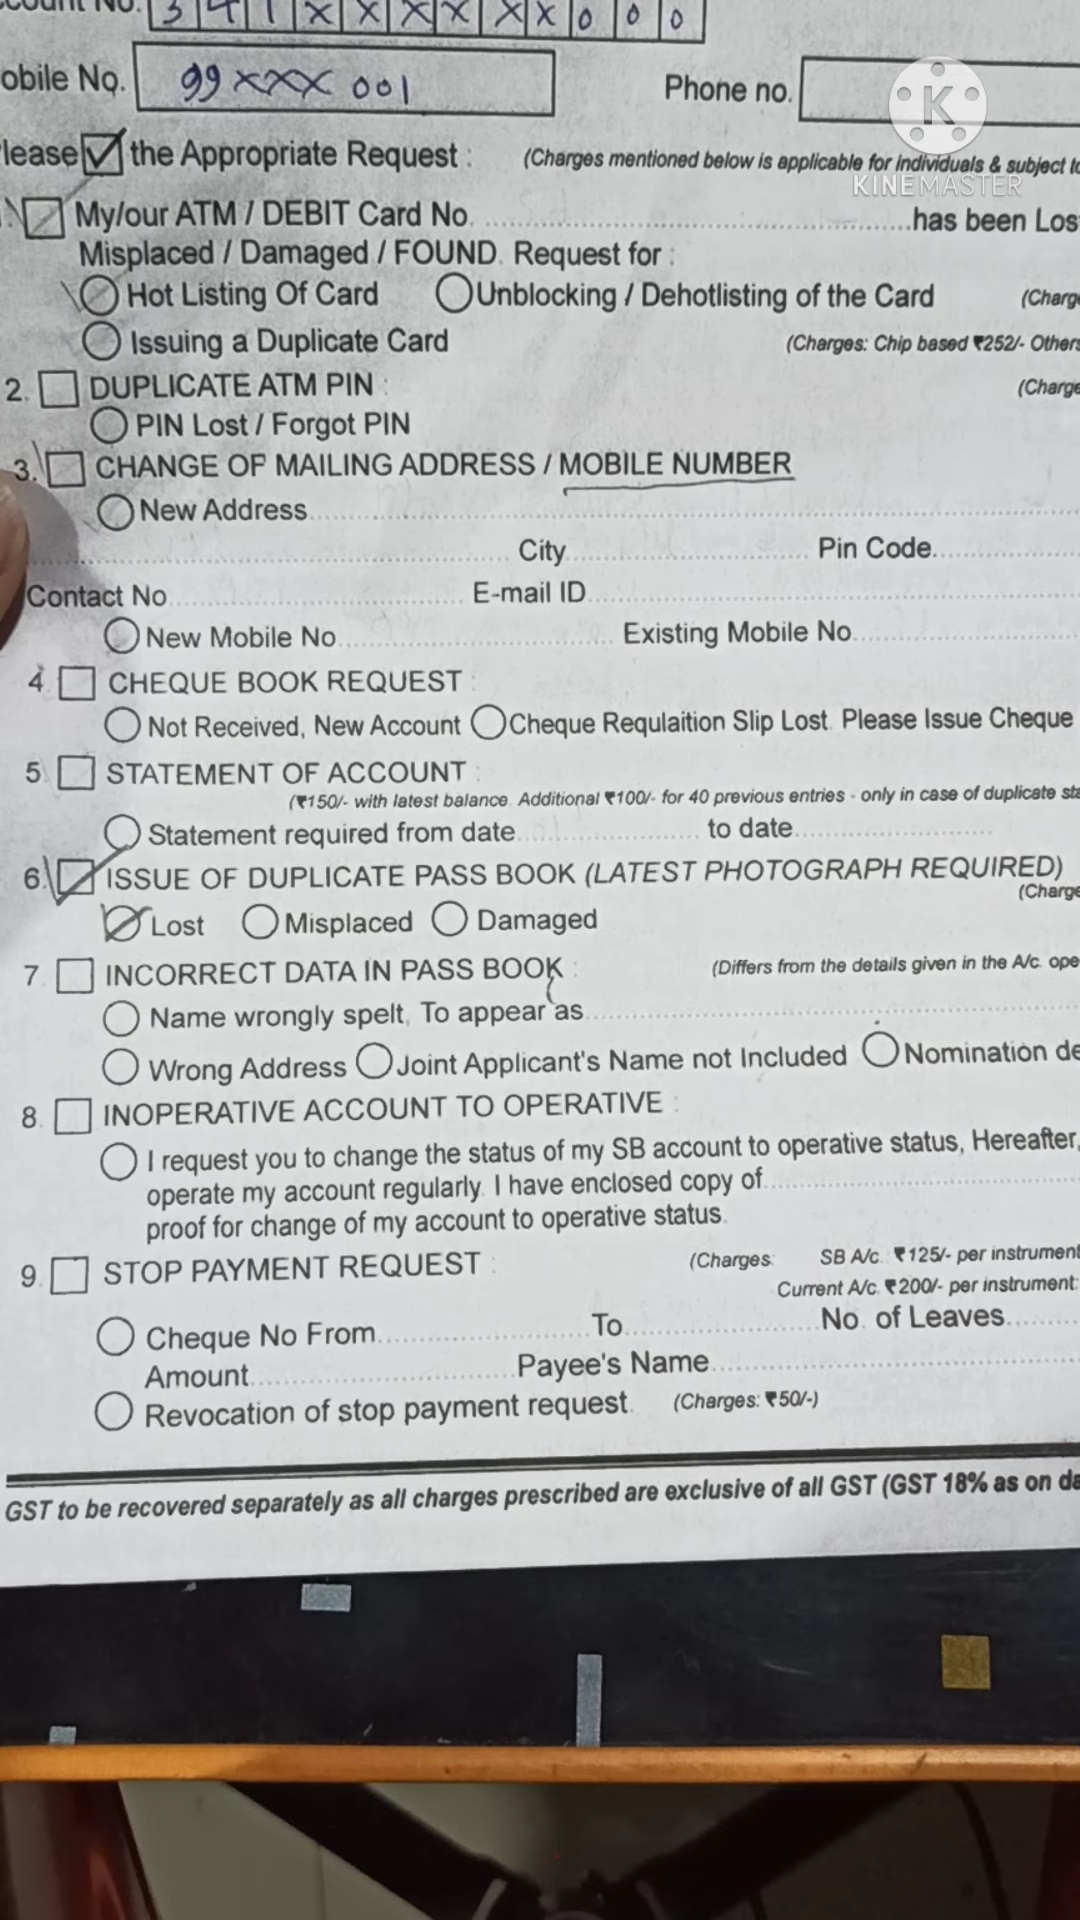 count No. 3 4 1 X X X X X X 0 0 0
obile No. 99XXXX001 Phone no.
K
KINEMASTER
lease the Appropriate Request : (Charges mentioned below is applicable for individuals & subject to
My/our ATM / DEBIT Card No. has been Los
Misplaced / Damaged / FOUND. Request for :
Hot Listing Of Card Unblocking / Dehotlisting of the Card (Charg
Issuing a Duplicate Card (Charges: Chip based ₹252/- Others
2. DUPLICATE ATM PIN : (Charge
PIN Lost / Forgot PIN
3. CHANGE OF MAILING ADDRESS / MOBILE NUMBER
New Address
City Pin Code
Contact No E-mail ID
New Mobile No Existing Mobile No
4 CHEQUE BOOK REQUEST :
Not Received, New Account Cheque Requlaition Slip Lost. Please Issue Cheque
5 STATEMENT OF ACCOUNT :
(₹150/- with latest balance. Additional ₹100/- for 40 previous entries - only in case of duplicate sta
Statement required from date to date
6. ISSUE OF DUPLICATE PASS BOOK (LATEST PHOTOGRAPH REQUIRED)
(Charge
Lost Misplaced Damaged
7. INCORRECT DATA IN PASS BOOK : (Differs from the details given in the A/c. ope
Name wrongly spelt, To appear as
Wrong Address Joint Applicant's Name not Included Nomination de
8. INOPERATIVE ACCOUNT TO OPERATIVE :
I request you to change the status of my SB account to operative status, Hereafter,
operate my account regularly. I have enclosed copy of
proof for change of my account to operative status.
9. STOP PAYMENT REQUEST : (Charges: SB A/c. ₹125/- per instrument
Current A/c. ₹200/- per instrument:
Cheque No From To No. of Leaves
Amount Payee's Name
Revocation of stop payment request. (Charges: ₹50/-)
GST to be recovered separately as all charges prescribed are exclusive of all GST (GST 18% as on da